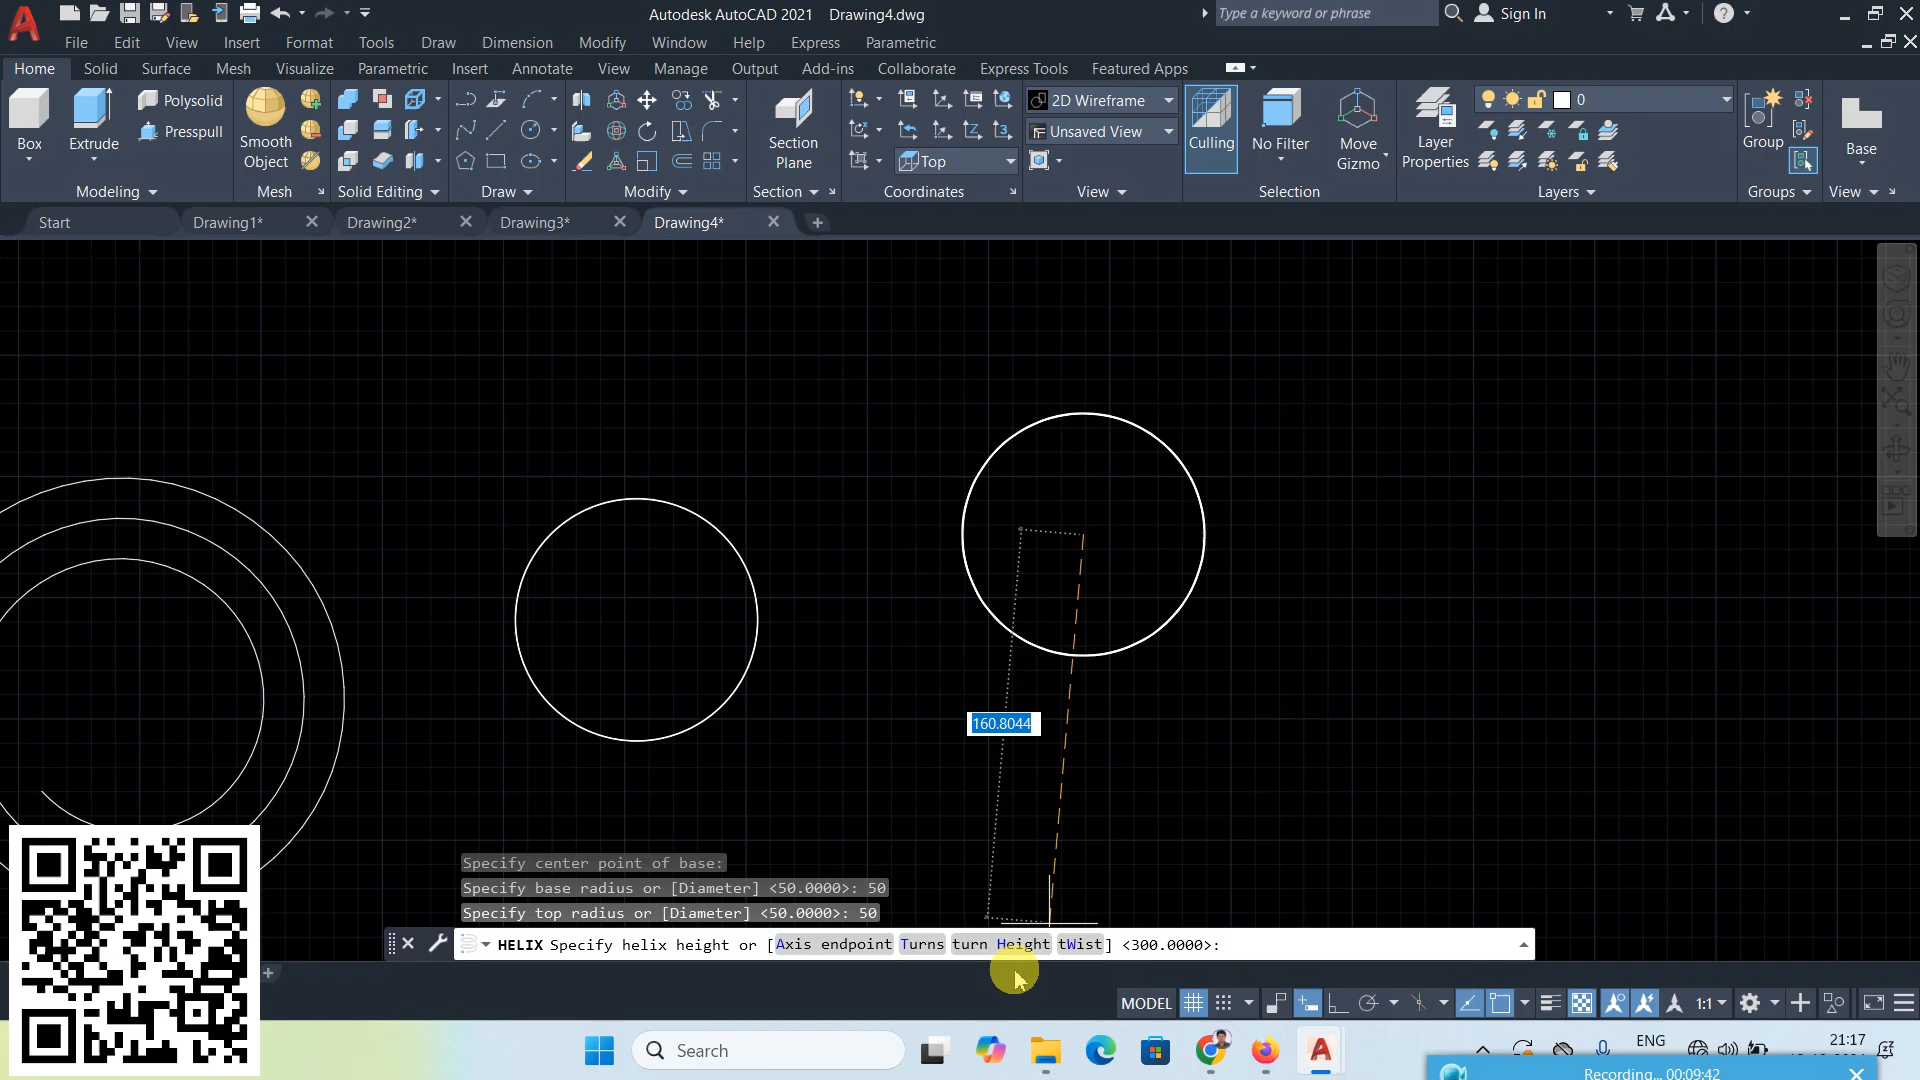 Autodesk AutoCAD 2021 Drawing4.dwg
Type a keyword or phrase
Sign In
File Edit View Insert Format Tools Draw Dimension Modify Window Help Express Parametric
Home Solid Surface Mesh Visualize Parametric Insert Annotate View Manage Output Add-ins Collaborate Express Tools Featured Apps
Box
Extrude
Polysolid
Presspull
Smooth
Object
Section
Plane
Top
2D Wireframe
Unsaved View
Culling
No Filter
Move
Gizmo
Layer
Properties
0
Group
Base
Modeling Mesh Solid Editing Draw Modify Section Coordinates View Selection Layers Groups View
Start Drawing1* Drawing2* Drawing3* Drawing4*
160.8044
Specify center point of base:
Specify base radius or [Diameter] <50.0000>: 50
Specify top radius or [Diameter] <50.0000>: 50
HELIX Specify helix height or [Axis endpoint Turns turn Height tWist] <300.0000>:
MODEL
1:1
Search
ENG
21:17
Recording... 00:09:42